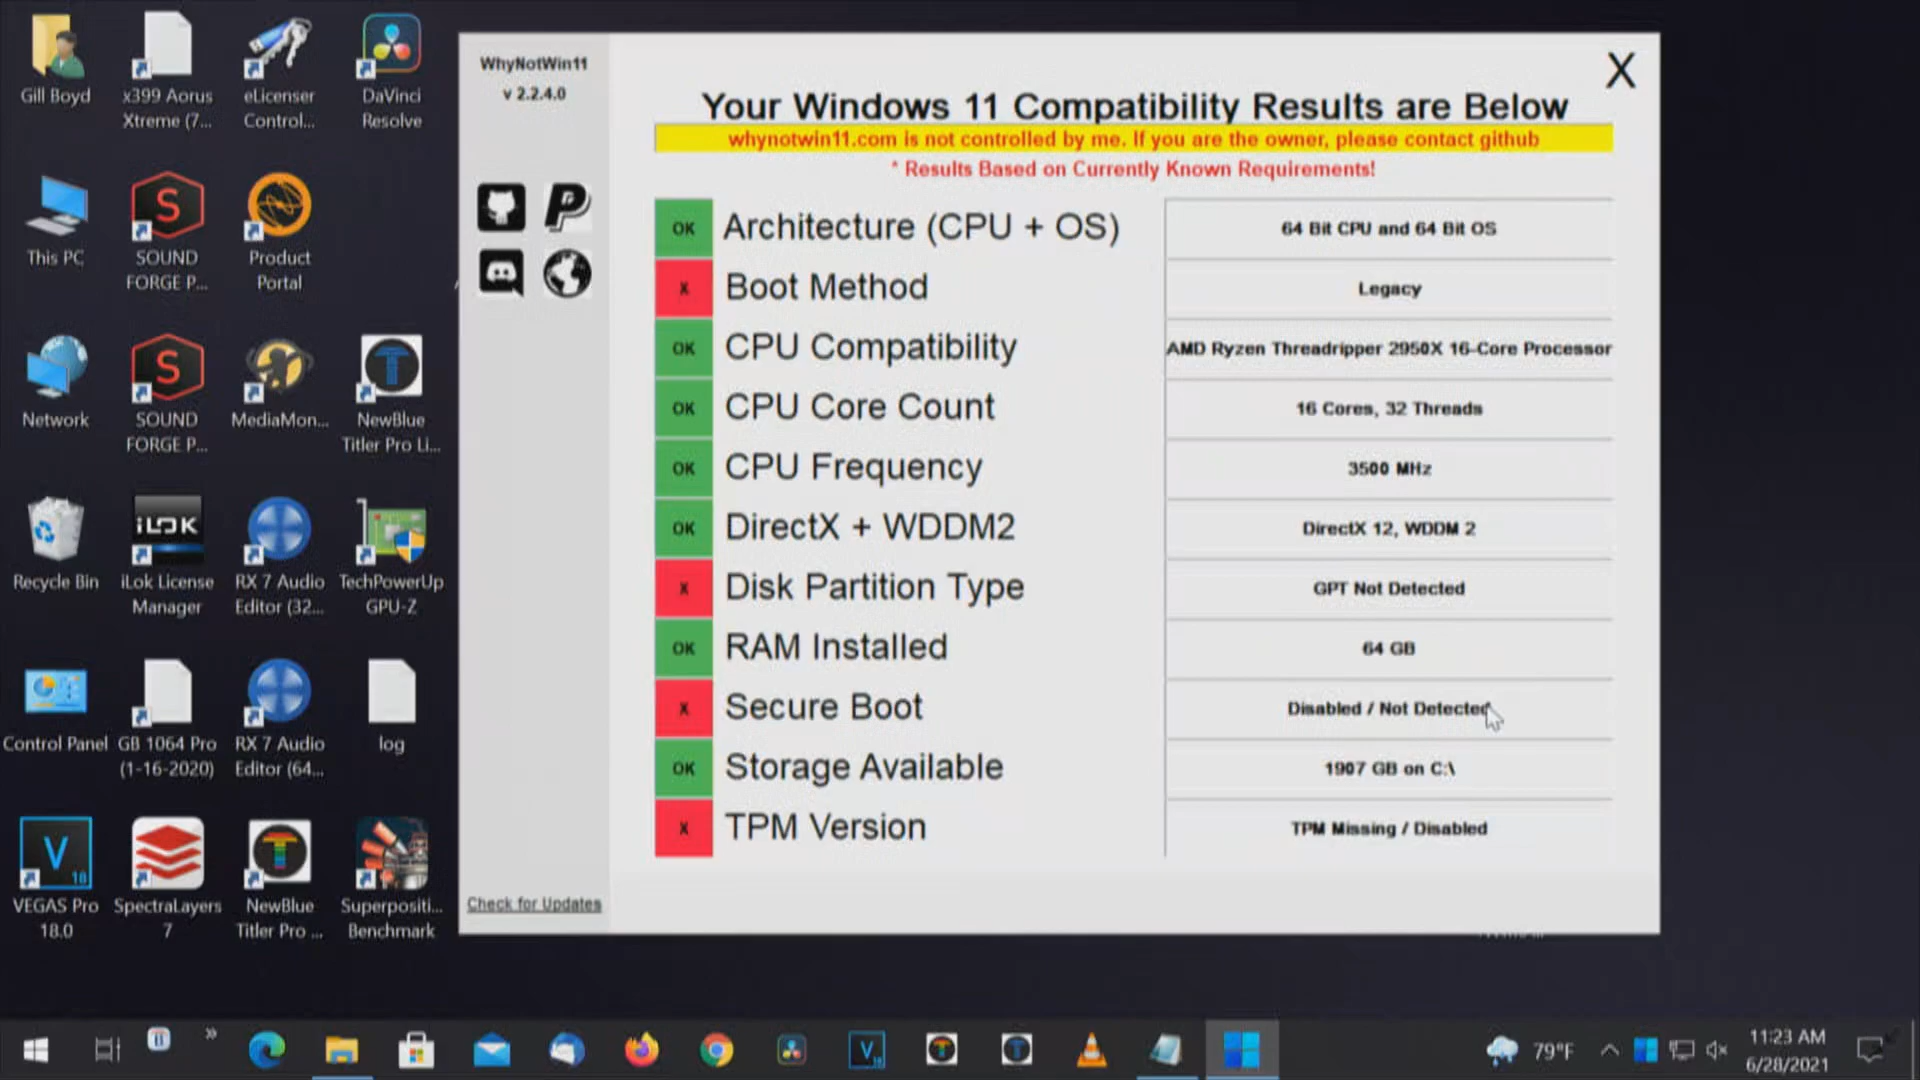 Gill Boyd
x399 Aorus
Xtreme (7...
eLicenser
Control...
DaVinci
Resolve
This PC
SOUND
FORGE P...
Product
Portal
Network
SOUND
FORGE P...
MediaMon...
NewBlue
Titler Pro Li...
Recycle Bin
iLOK
iLok License
Manager
RX 7 Audio
Editor (32...
TechPowerUp
GPU-Z
Control Panel
GB 1064 Pro
(1-16-2020)
RX 7 Audio
Editor (64...
log
VEGAS Pro
18.0
SpectraLayers
7
NewBlue
Titler Pro ...
Superpositi...
Benchmark
WhyNotWin11
v 2.2.4.0
Check for Updates
X
Your Windows 11 Compatibility Results are Below
whynotwin11.com is not controlled by me. If you are the owner, please contact github
* Results Based on Currently Known Requirements!
OK Architecture (CPU + OS) 64 Bit CPU and 64 Bit OS
X Boot Method Legacy
OK CPU Compatibility AMD Ryzen Threadripper 2950X 16-Core Processor
OK CPU Core Count 16 Cores, 32 Threads
OK CPU Frequency 3500 MHz
OK DirectX + WDDM2 DirectX 12, WDDM 2
X Disk Partition Type GPT Not Detected
OK RAM Installed 64 GB
X Secure Boot Disabled / Not Detected
OK Storage Available 1907 GB on C:\
X TPM Version TPM Missing / Disabled
79°F
11:23 AM
6/28/2021